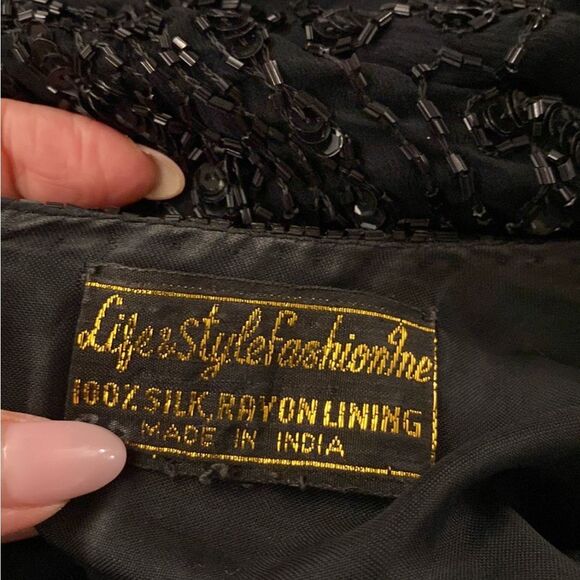 Life&StyleFashionInc
100% SILK, RAYON LINING
MADE IN INDIA